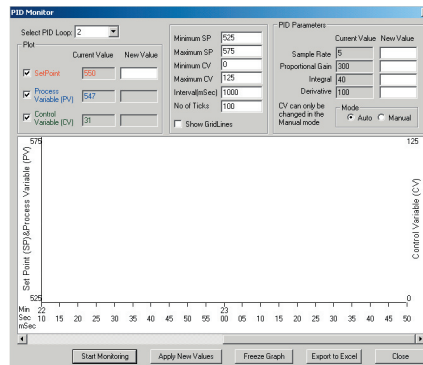 PID Monitor
Select PID Loop: 2
Plot
Current Value New Value
SetPoint 550
Process Variable (PV) 547
Control Variable (CV) 31
Minimum SP 525
Maximum SP 575
Minimum CV 0
Maximum CV 125
Interval(mSec) 1000
No of Ticks 100
Show GridLines
PID Parameters
Current Value New Value
Sample Rate 5
Proportional Gain 300
Integral 40
Derivative 100
CV can only be
changed in the
Manual mode
Mode
Auto Manual
575
125
Set Point (SP)&Process Variable (PV)
Control Variable (CV)
525
0
Min 22 23
Sec 10 15 20 25 30 35 40 45 50 55 00 05 10 15 20 25 30 35 40 45 50
mSec
Start Monitoring Apply New Values Freeze Graph Export to Excel Close